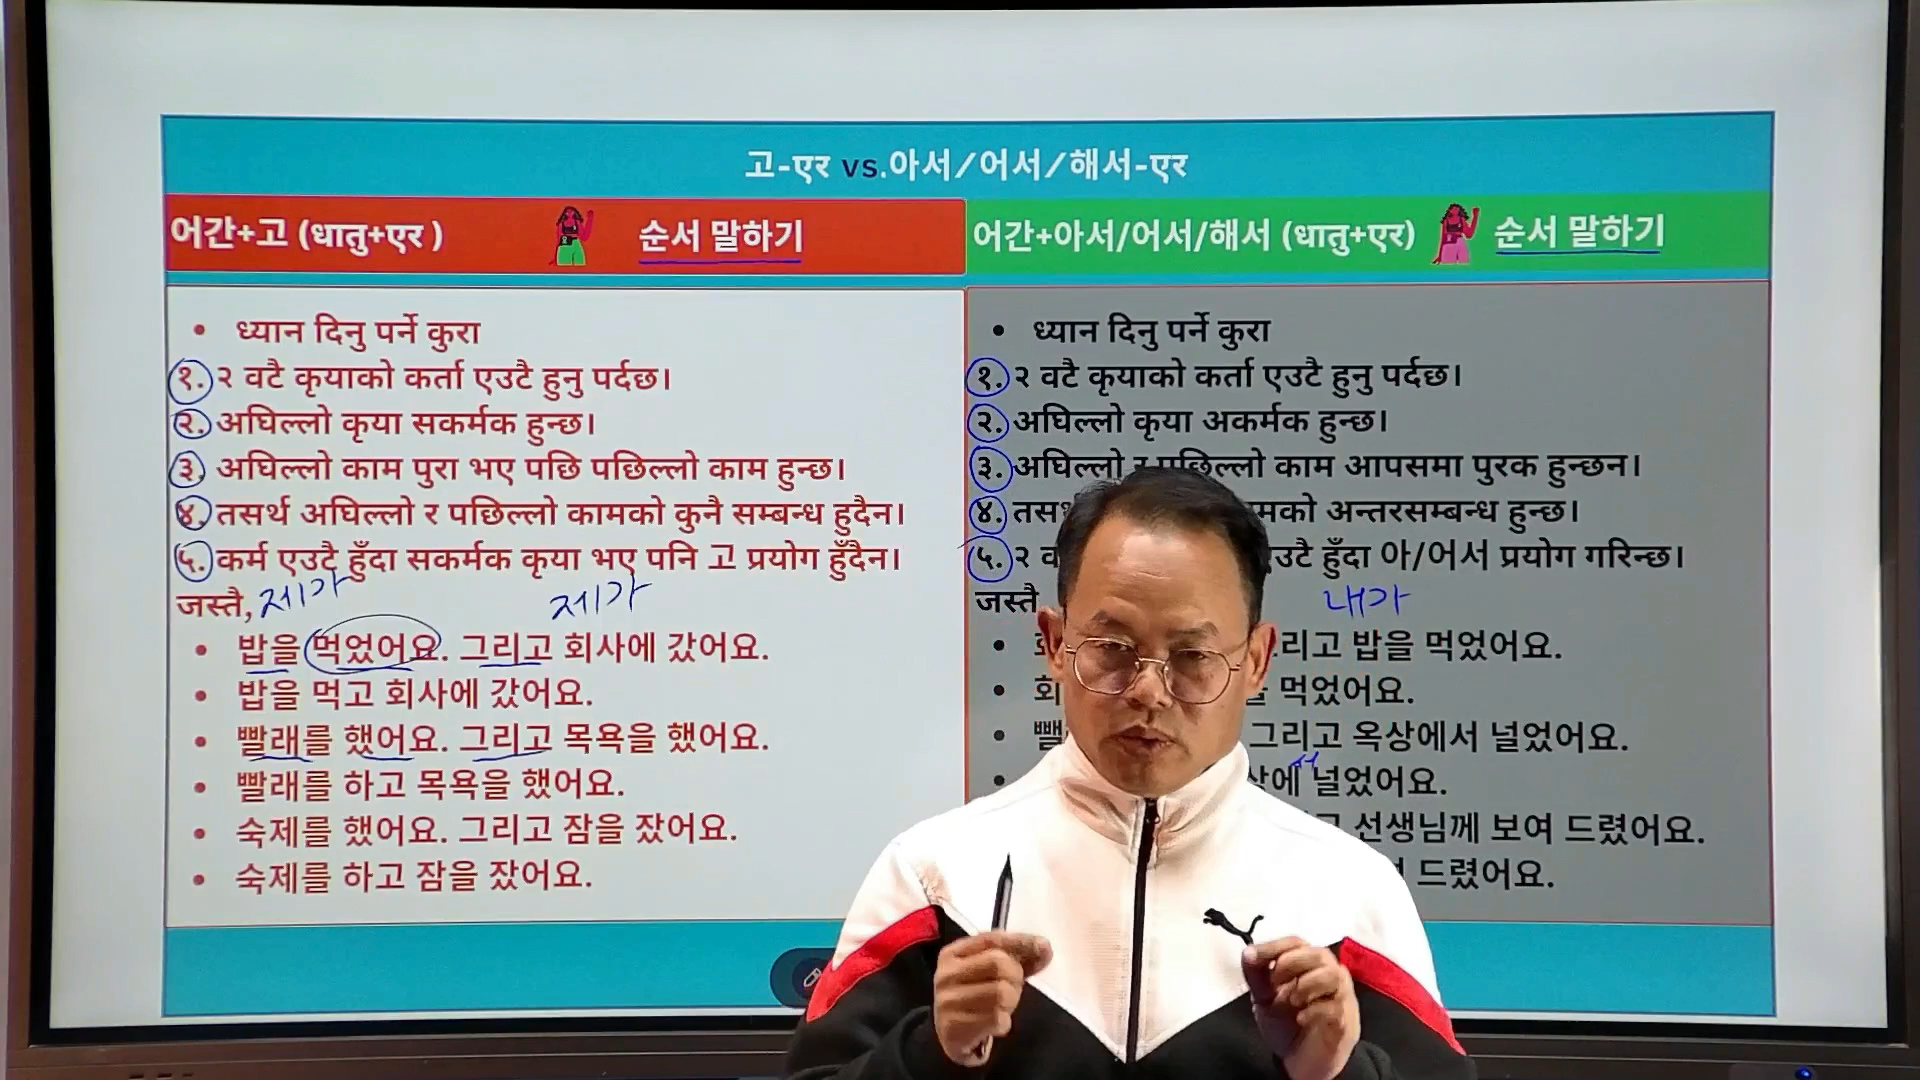 고-एर vs.아서/어서/해서-एर
어간+고 (धातु+एर )
순서 말하기
• ध्यान दिनु पर्ने कुरा
१. २ वटै कृयाको कर्ता एउटै हुनु पर्दछ।
२. अघिल्लो कृया सकर्मक हुन्छ।
३. अघिल्लो काम पुरा भए पछि पछिल्लो काम हुन्छ।
४. तसर्थ अघिल्लो र पछिल्लो कामको कुनै सम्बन्ध हुदैन।
५. कर्म एउटै हुँदा सकर्मक कृया भए पनि 고 प्रयोग हुँदैन।
जस्तै, 제가 제가
• 밥을 먹었어요. 그리고 회사에 갔어요.
• 밥을 먹고 회사에 갔어요.
• 빨래를 했어요. 그리고 목욕을 했어요.
• 빨래를 하고 목욕을 했어요.
• 숙제를 했어요. 그리고 잠을 잤어요.
• 숙제를 하고 잠을 잤어요.
어간+아서/어서/해서 (धातु+एर)
순서 말하기
• ध्यान दिनु पर्ने कुरा
१. २ वटै कृयाको कर्ता एउटै हुनु पर्दछ।
२. अघिल्लो कृया अकर्मक हुन्छ।
३. अघिल्लो र पछिल्लो काम आपसमा पुरक हुन्छन।
४. अन्तरसम्बन्ध हुन्छ।
५. २ हुँदा 아/어서 प्रयोग गरिन्छ।
जस्तै 내가
• 밥을 먹었어요.
• 먹었어요.
• 그리고 옥상에서 널었어요.
서
• 널었어요.
선생님께 보여 드렸어요.
드렸어요.